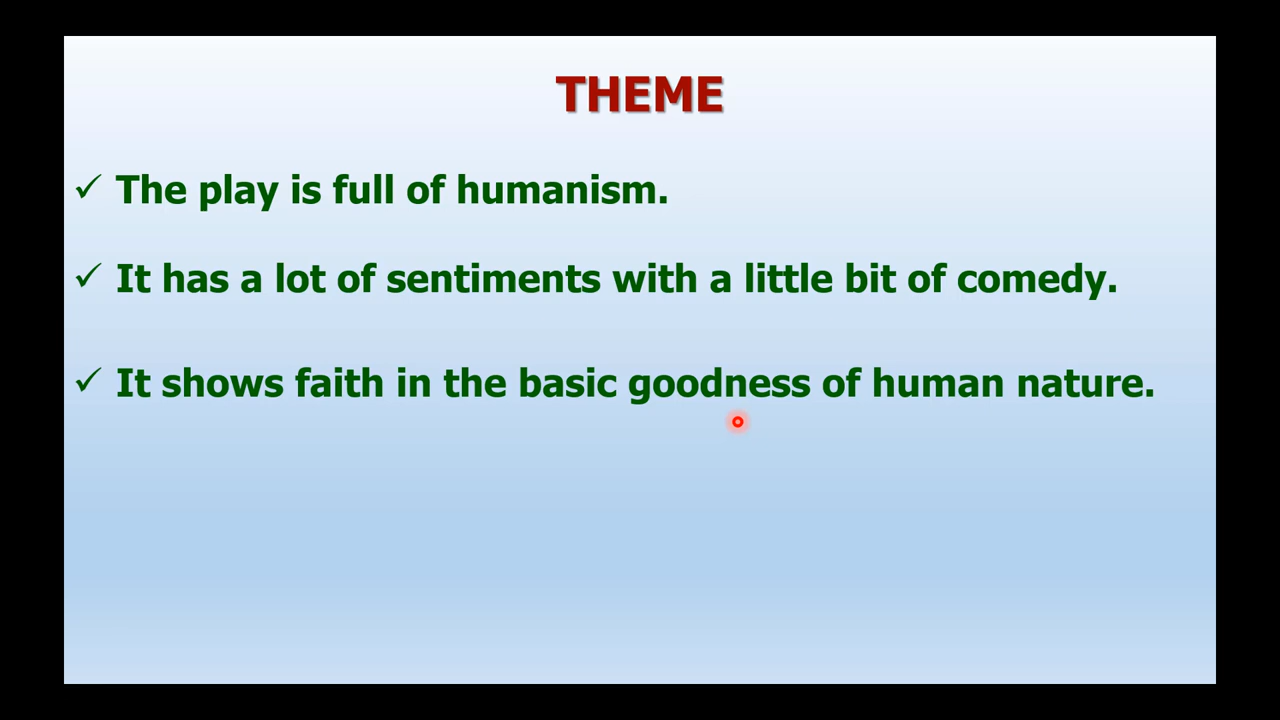 THEME
✓ The play is full of humanism.
✓ It has a lot of sentiments with a little bit of comedy.
✓ It shows faith in the basic goodness of human nature.